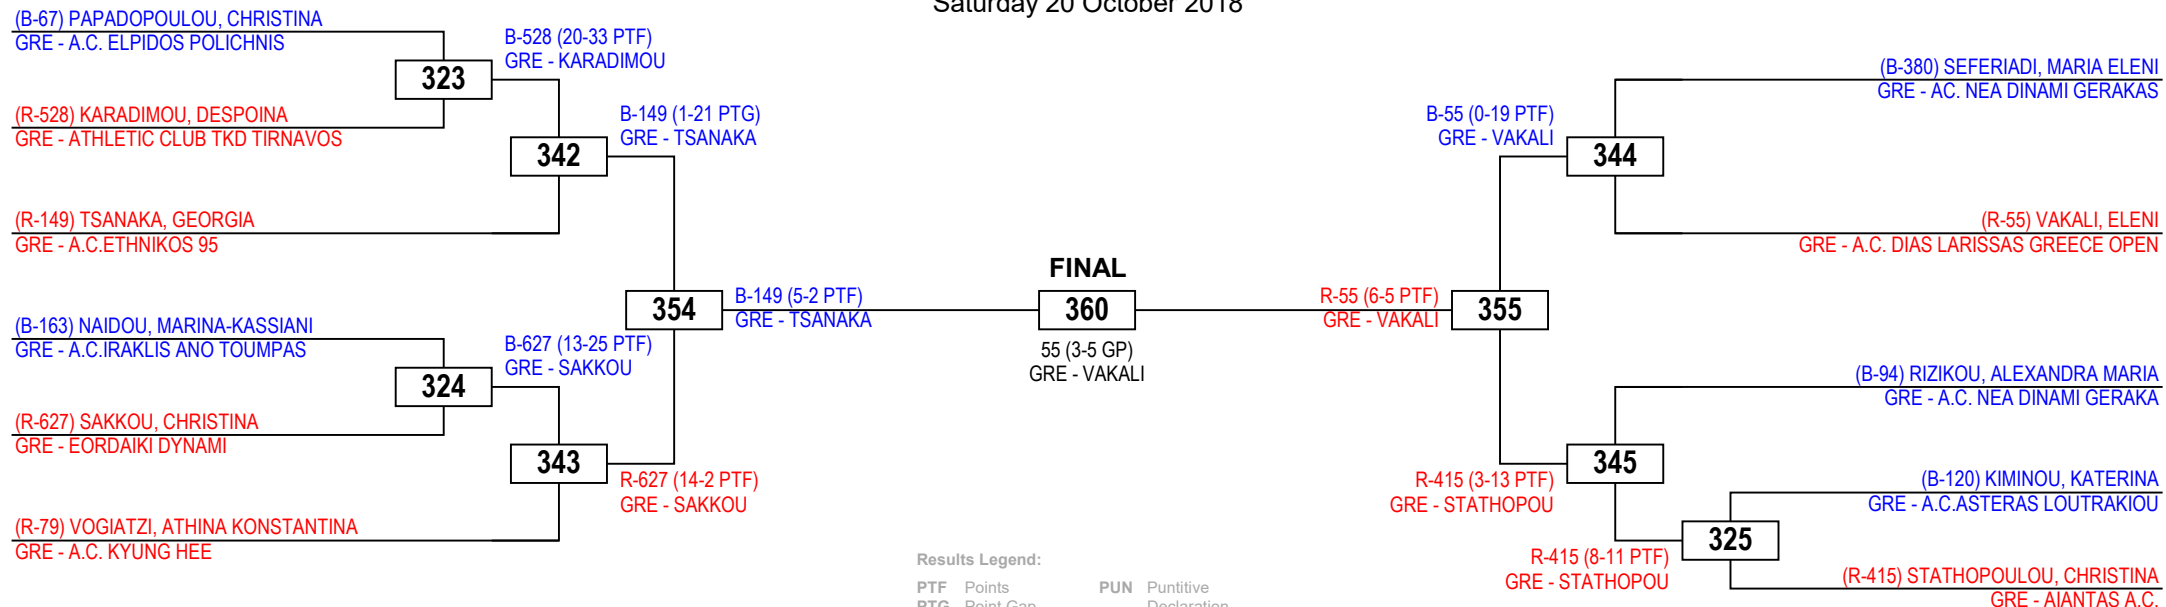 Saturday 20 October 2018
(B-67) PAPADOPOULOU, CHRISTINA
GRE - A.C. ELPIDOS POLICHNIS
323
(R-528) KARADIMOU, DESPOINA
GRE - ATHLETIC CLUB TKD TIRNAVOS
B-528 (20-33 PTF)
GRE - KARADIMOU
342
(R-149) TSANAKA, GEORGIA
GRE - A.C.ETHNIKOS 95
B-149 (1-21 PTG)
GRE - TSANAKA
354
(B-163) NAIDOU, MARINA-KASSIANI
GRE - A.C.IRAKLIS ANO TOUMPAS
324
(R-627) SAKKOU, CHRISTINA
GRE - EORDAIKI DYNAMI
B-627 (13-25 PTF)
GRE - SAKKOU
343
(R-79) VOGIATZI, ATHINA KONSTANTINA
GRE - A.C. KYUNG HEE
R-627 (14-2 PTF)
GRE - SAKKOU
B-149 (5-2 PTF)
GRE - TSANAKA
FINAL
360
55 (3-5 GP)
GRE - VAKALI
R-55 (6-5 PTF)
GRE - VAKALI
355
B-55 (0-19 PTF)
GRE - VAKALI
344
(B-380) SEFERIADI, MARIA ELENI
GRE - AC. NEA DINAMI GERAKAS
(R-55) VAKALI, ELENI
GRE - A.C. DIAS LARISSAS GREECE OPEN
R-415 (3-13 PTF)
GRE - STATHOPOU
345
(B-94) RIZIKOU, ALEXANDRA MARIA
GRE - A.C. NEA DINAMI GERAKA
R-415 (8-11 PTF)
GRE - STATHOPOU
325
(B-120) KIMINOU, KATERINA
GRE - A.C.ASTERAS LOUTRAKIOU
(R-415) STATHOPOULOU, CHRISTINA
GRE - AIANTAS A.C.
Results Legend:
PTF Points PUN Puntitive
PTG Point Gap Declaration